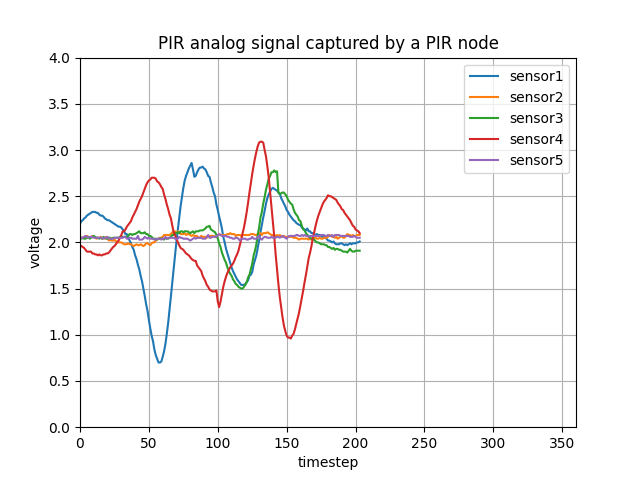 PIR analog signal captured by a PIR node
4.0
3.5
3.0
2.5
2.0
1.5
1.0
0.5
0.0
voltage
sensor1
sensor2
sensor3
sensor4
sensor5
0 50 100 150 200 250 300 350
timestep